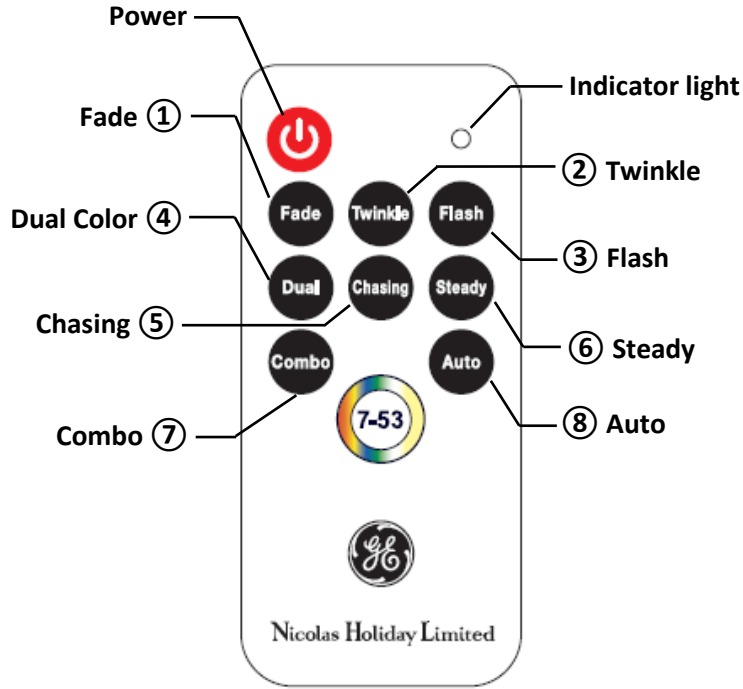 Power
Indicator light
Fade ①
② Twinkle
Fade Twinkle Flash
Dual Color ④
③ Flash
Dual Chasing Steady
Chasing ⑤
⑥ Steady
Combo Auto
7-53
Combo ⑦
⑧ Auto
GE
Nicolas Holiday Limited